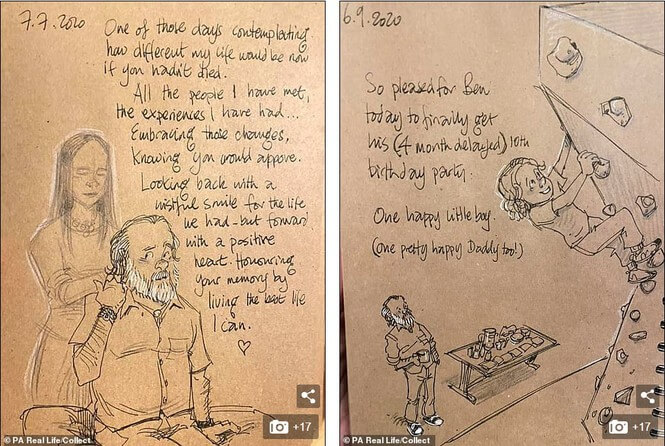 7.7.2020
One of those days contemplating
how different my life would be now
if you hadn't died.
All the people I have met,
the experiences I have had...
Embracing those changes,
knowing you would approve.
Looking back with a
wistful smile for the life
we had - but forward
with a positive
heart. Honouring
your memory by
living the best life
I can.
♡
+17
© PA Real Life/Collect
6.9.2020
So pleased for Ben
today to finally get
his (4 month delayed) 10th
birthday party.
One happy little boy.
(one pretty happy Daddy too!)
+17
© PA Real Life/Collect